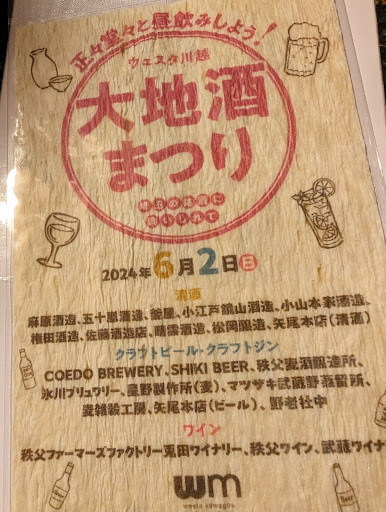 正々堂々と昼飲みしよう!
ウェスタ川越
大地酒
まつり
酔いしれて
2024年6月2日日
清酒
麻原酒造、五十嵐酒造、釜屋、小江戸鏡山酒造、小山本家酒造、
権田酒造、佐藤酒造店、晴雲酒造、松岡醸造、矢尾本店(清酒)
クラフトビール・クラフトジン
COEDO BREWERY、SHIKI BEER、秩父麦酒醸造所、
氷川ブリュワリー、星野製作所(麦)、マツザキ武蔵野蒸留所、
麦雑穀工房、矢尾本店(ビール)、野老社中
ワイン
秩父ファーマーズファクトリー兎田ワイナリー、秩父ワイン、武蔵ワイナ
wm
westa kawagoe
Beer